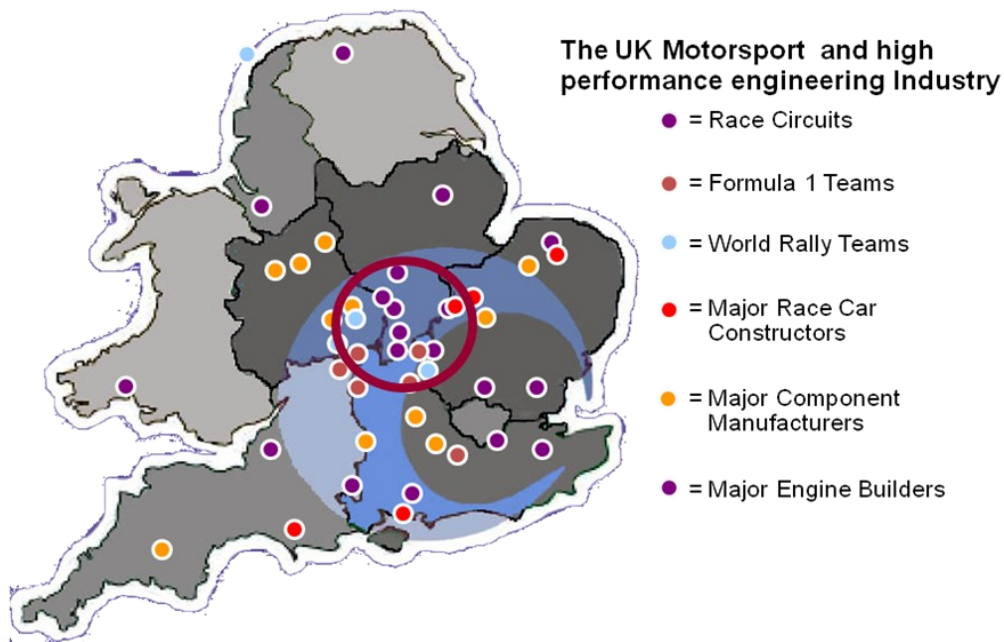 The UK Motorsport and high
performance engineering Industry
= Race Circuits
= Formula 1 Teams
= World Rally Teams
= Major Race Car
Constructors
= Major Component
Manufacturers
= Major Engine Builders